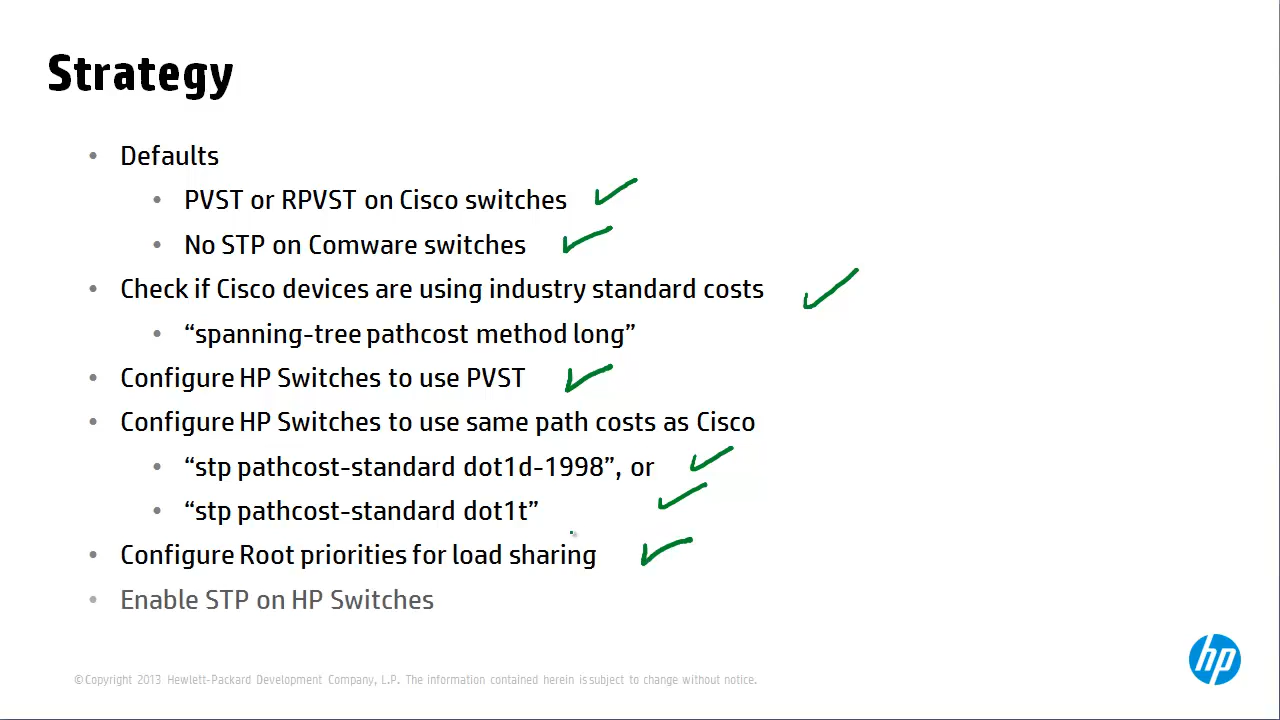 Strategy
• Defaults
• PVST or RPVST on Cisco switches
• No STP on Comware switches
• Check if Cisco devices are using industry standard costs
• “spanning-tree pathcost method long”
• Configure HP Switches to use PVST
• Configure HP Switches to use same path costs as Cisco
• “stp pathcost-standard dot1d-1998”, or
• “stp pathcost-standard dot1t”
• Configure Root priorities for load sharing
• Enable STP on HP Switches
hp
© Copyright 2013 Hewlett-Packard Development Company, L.P. The information contained herein is subject to change without notice.